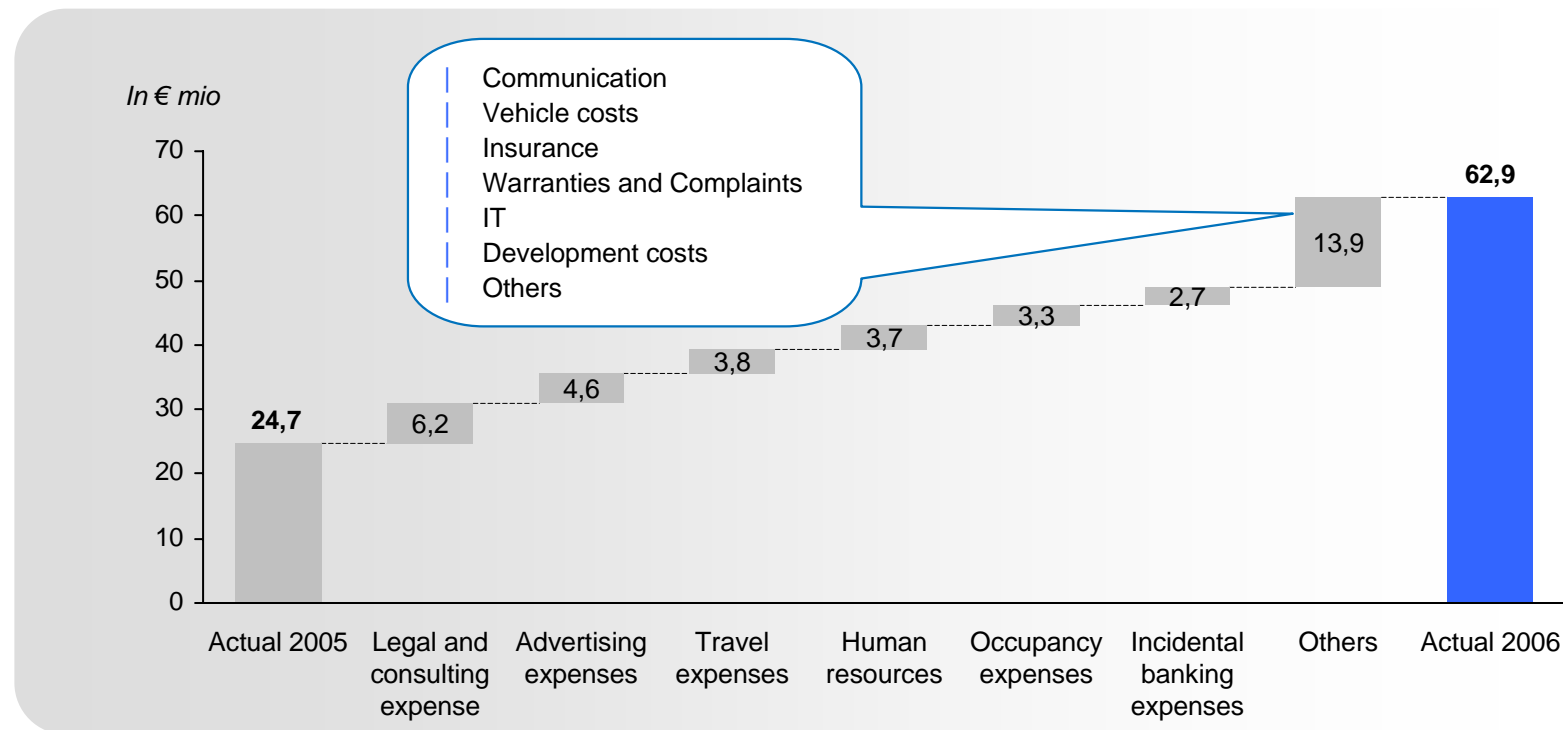 In € mio
Communication
Vehicle costs
Insurance
Warranties and Complaints
IT
Development costs
Others
70
60
50
40
30
20
10
0
24,7
6,2
4,6
3,8
3,7
3,3
2,7
13,9
62,9
Actual 2005
Legal and
consulting
expense
Advertising
expenses
Travel
expenses
Human
resources
Occupancy
expenses
Incidental
banking
expenses
Others
Actual 2006